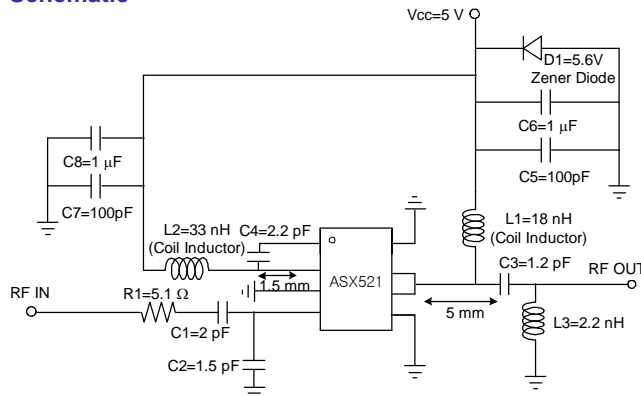 Schematic
Vcc=5 V
D1=5.6V
Zener Diode
C6=1 μF
C5=100pF
C8=1 μF
C7=100pF
L2=33 nH
(Coil Inductor)
C4=2.2 pF
L1=18 nH
(Coil Inductor)
1.5 mm
ASX521
C3=1.2 pF
RF OUT
RF IN
R1=5.1 Ω
C1=2 pF
5 mm
L3=2.2 nH
C2=1.5 pF